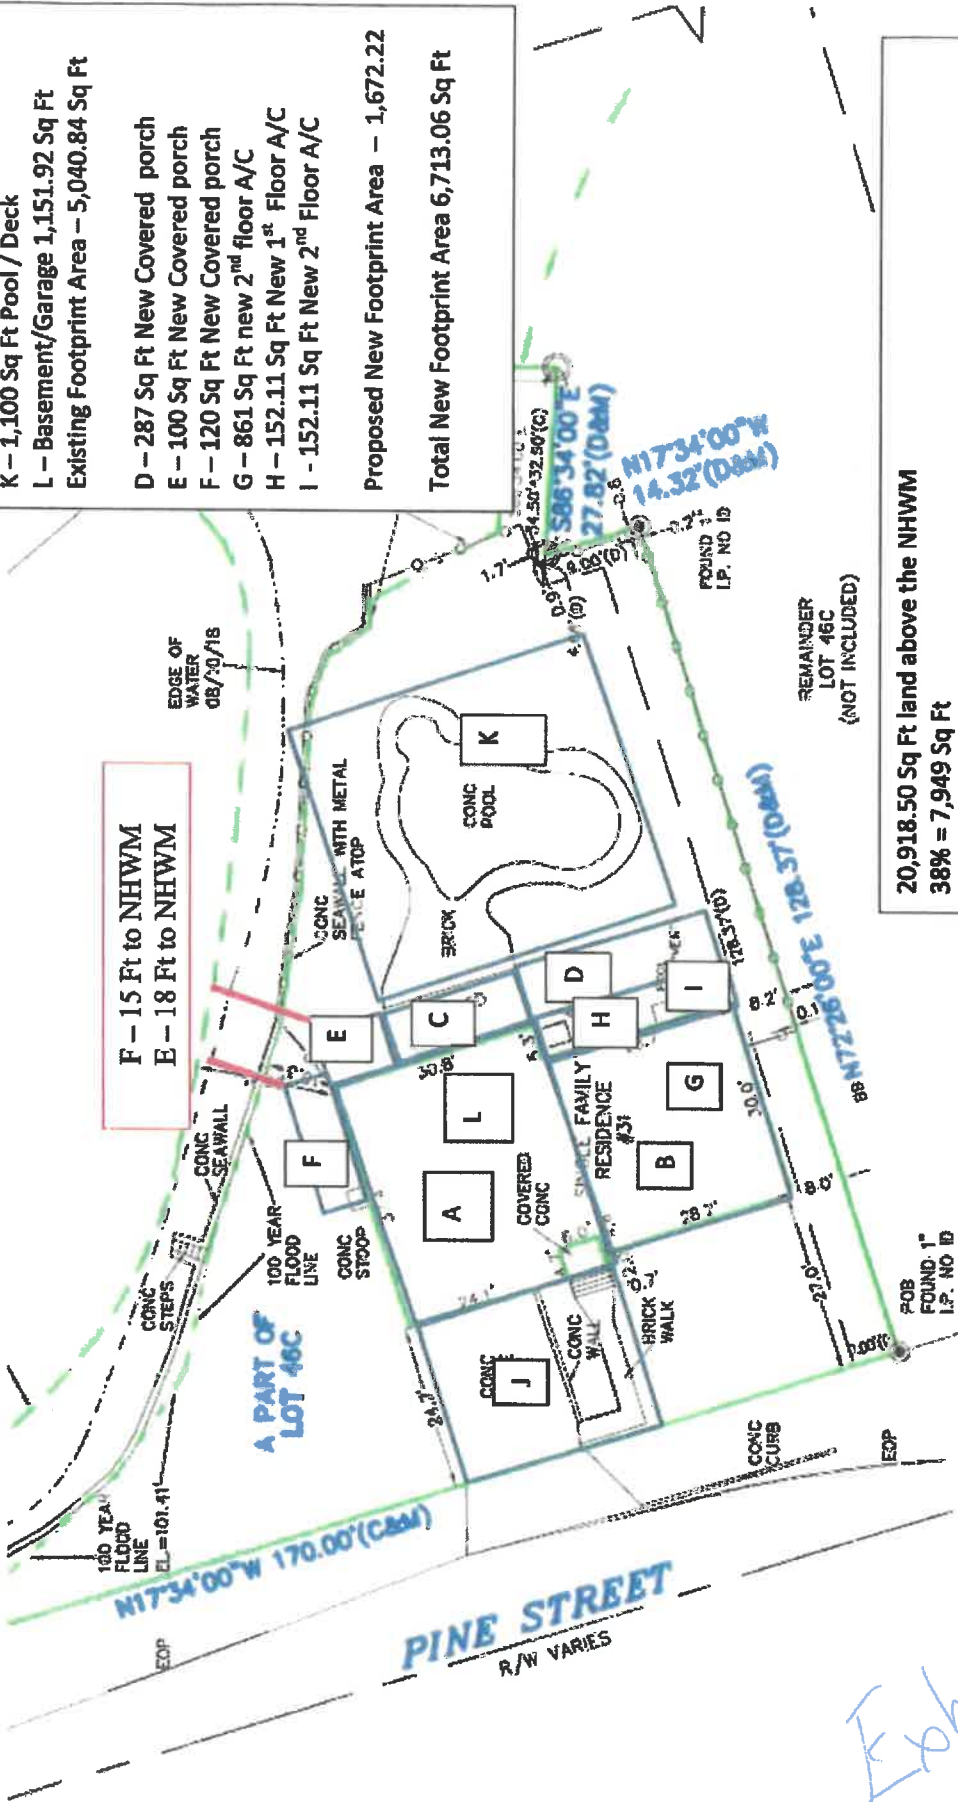 K – 1,100 Sq Ft Pool / Deck
L – Basement/Garage 1,151.92 Sq Ft
Existing Footprint Area – 5,040.84 Sq Ft
D – 287 Sq Ft New Covered porch
E – 100 Sq Ft New Covered porch
F – 120 Sq Ft New Covered porch
G – 861 Sq Ft new 2nd floor A/C
H – 152.11 Sq Ft New 1st Floor A/C
I - 152.11 Sq Ft New 2nd Floor A/C
Proposed New Footprint Area – 1,672.22
Total New Footprint Area 6,713.06 Sq Ft
F – 15 Ft to NHWM
E – 18 Ft to NHWM
EDGE OF
WATER
08/10/18
CONC
SEAWALL WITH METAL
FENCE ATOP
CONC
SEAWALL
CONC
STEPS
100 YEAR
FLOOD
LINE
100 YEAR
FLOOD
LINE
EL=101.41'
CONC
STOOP
A PART OF
LOT 46C
BRICK
CONC
POOL
K
E
C
D
H
I
F
L
G
A
B
J
30.8'
SINGLE FAMILY
RESIDENCE
#31
COVERED
CONC
CONC
CONC
WALL
BRICK
WALK
24.1'
24.7'
28.7'
30.0'
27.0'
8.0'
8.2'
0.1
1.7'
S86°34'00"E
27.82'(D&M)
N17°34'00"W
14.32'(D&M)
FOUND 1"
I.P. NO ID
128.37'(D)
N72°26'00"E 128.37'(D&M)
REMAINDER
LOT 46C
(NOT INCLUDED)
20,918.50 Sq Ft land above the NHWM
38% = 7,949 Sq Ft
POB
FOUND 1"
I.P. NO ID
CONC
CURB
EOP
EOP
N17°34'00"W 170.00'(C&M)
PINE STREET
R/W VARIES